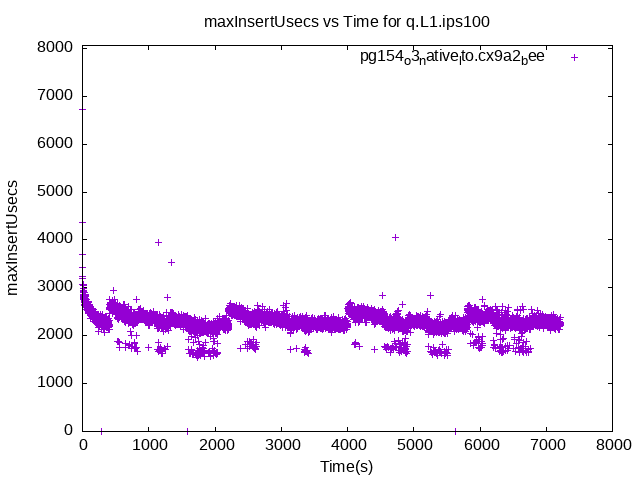 maxInsertUsecs vs Time for q.L1.ips100
pg154o3native_lto.cx9a2_bee
8000
7000
6000
5000
4000
3000
2000
1000
0
maxInsertUsecs
0 1000 2000 3000 4000 5000 6000 7000 8000
Time(s)